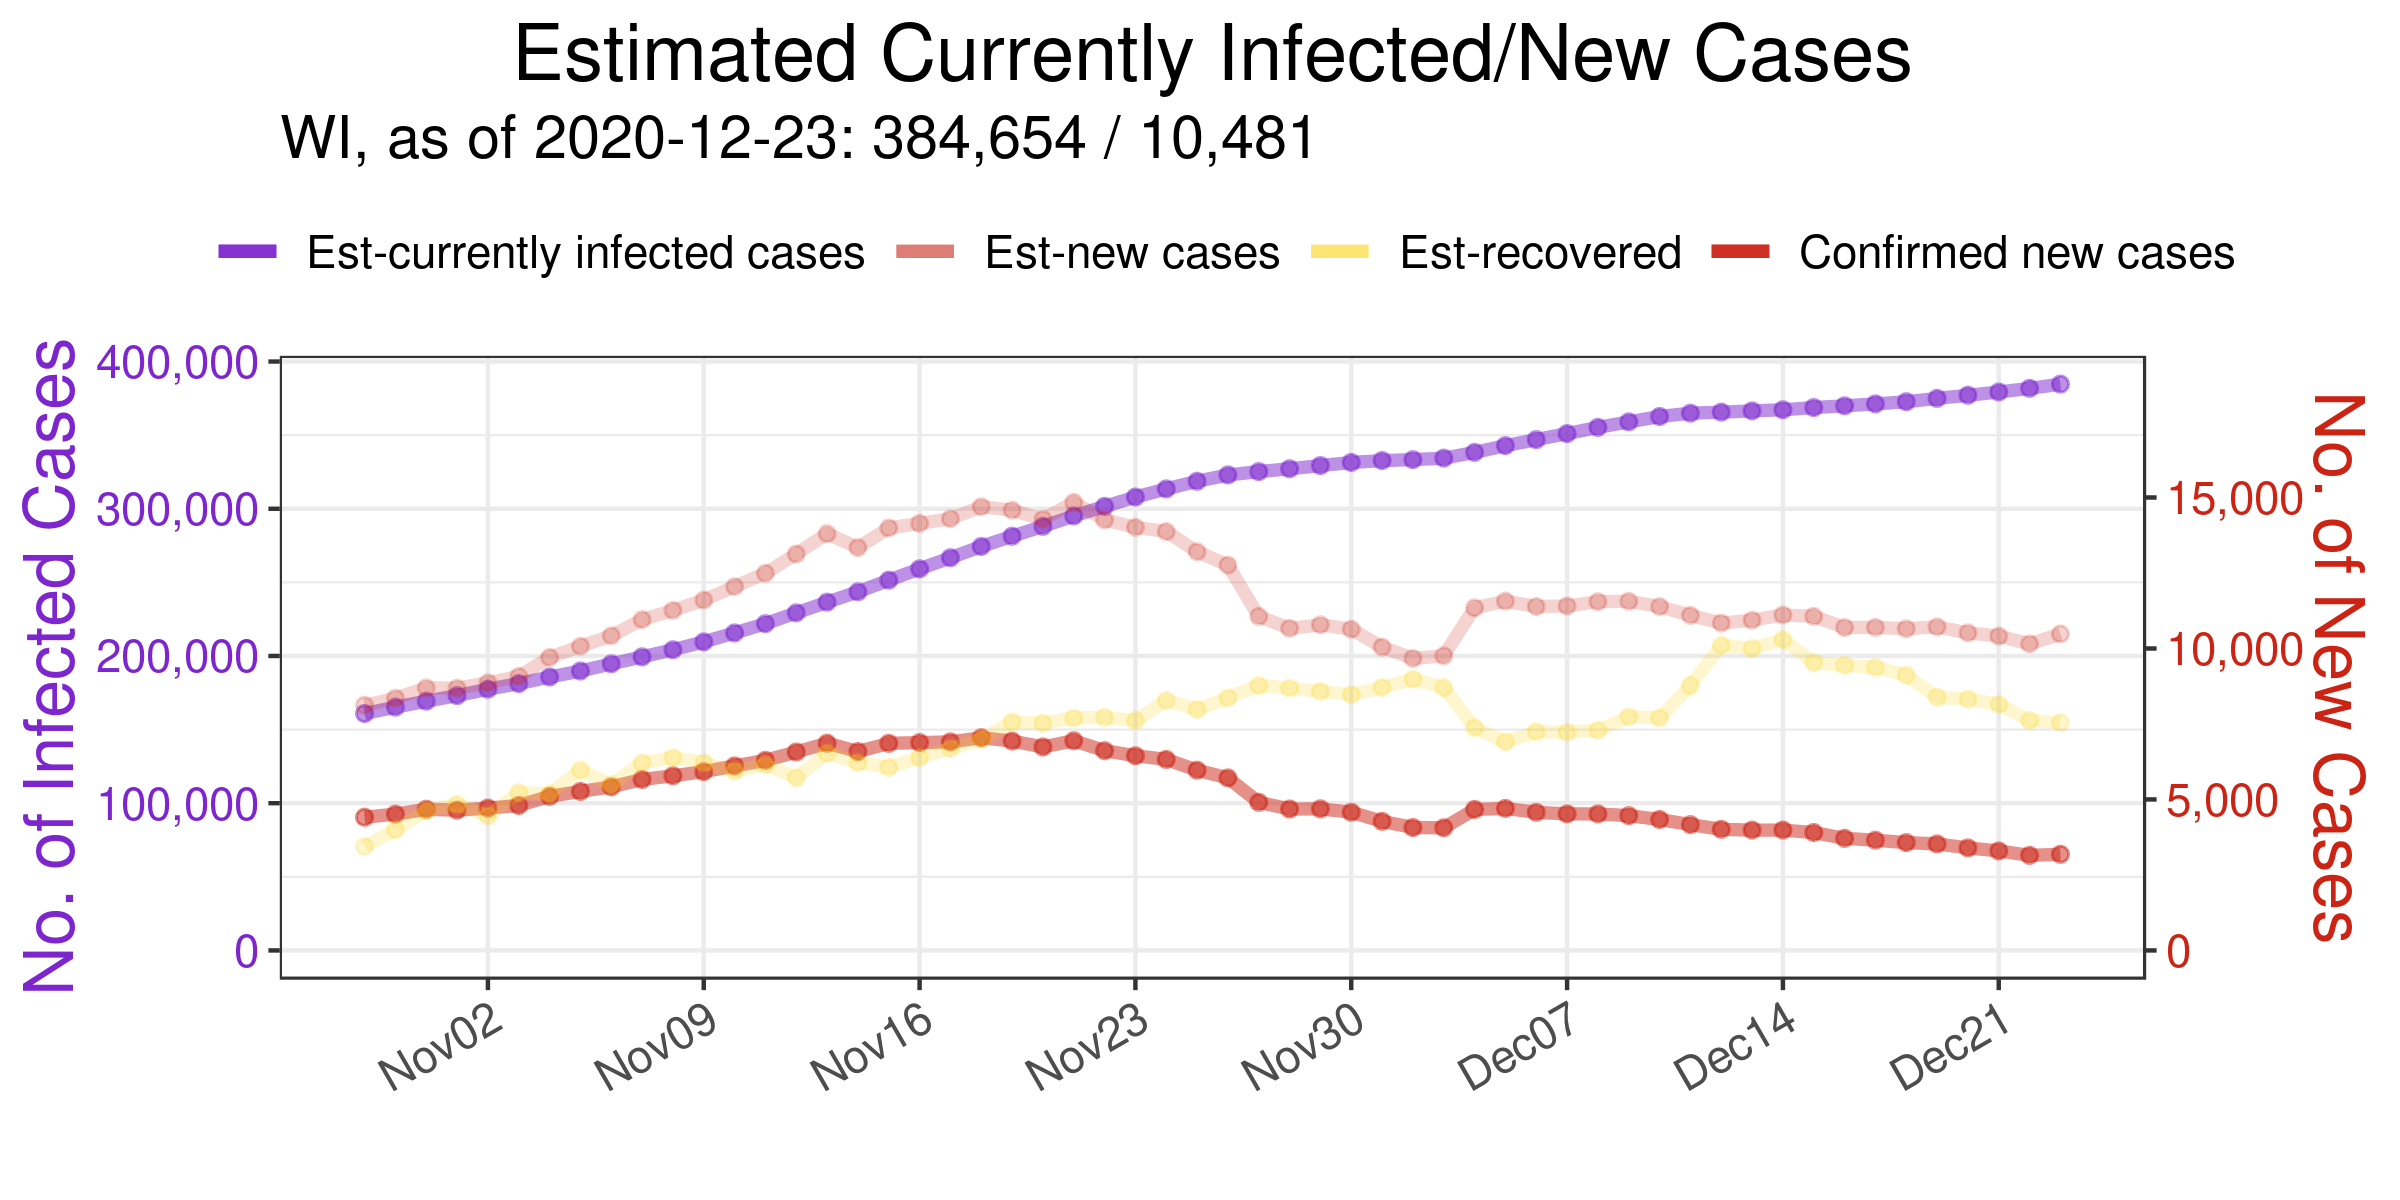 Estimated Currently Infected/New Cases
WI, as of 2020-12-23: 384,654 / 10,481
Est-currently infected cases Est-new cases Est-recovered Confirmed new cases
No. of Infected Cases
400,000
300,000
200,000
100,000
0
15,000
10,000
5,000
0
No. of New Cases
Nov02 Nov09 Nov16 Nov23 Nov30 Dec07 Dec14 Dec21